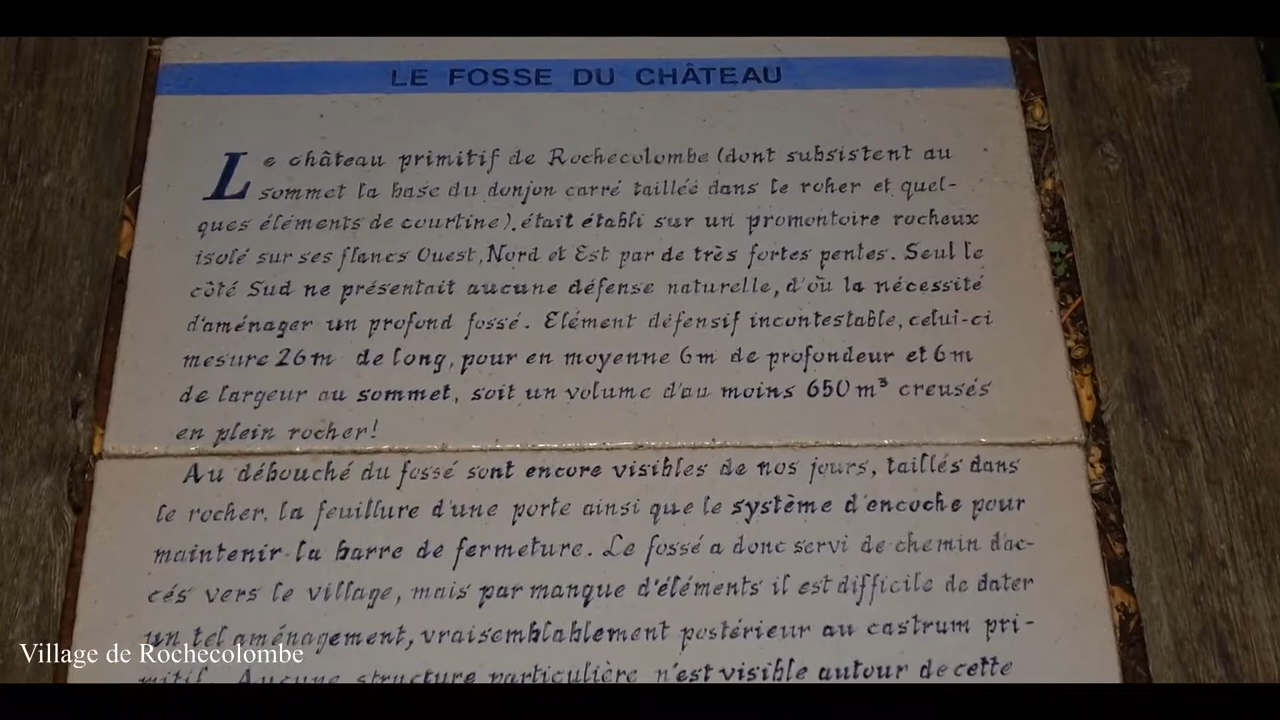 LE FOSSE DU CHÂTEAU
Le château primitif de Rochecolombe (dont subsistent au
sommet la base du donjon carré taillée dans le roher et quel-
ques éléments de courtine), était établi sur un promontoire rocheux
isolé sur ses flancs Ouest, Nord et Est par de très fortes pentes. Seul le
côté Sud ne présentait aucune défense naturelle, d'où la nécessité
d'aménager un profond fossé. Elément défensif incontestable, celui-ci
mesure 26m de long, pour en moyenne 6m de profondeur et 6m
de largeur au sommet, soit un volume d'au moins 650 m³ creusés
en plein rocher!
Au débouché du fossé sont encore visibles de nos jours, taillés dans
le rocher, la feuillure d'une porte ainsi que le système d'encoche pour
maintenir la barre de fermeture. Le fossé a donc servi de chemin d'ac-
cés vers le village, mais par manque d'éléments il est difficile de dater
un tel aménagement, vraisemblablement postérieur au castrum pri-
mitif. Aucune structure particulière n'est visible autour de cette
Village de Rochecolombe